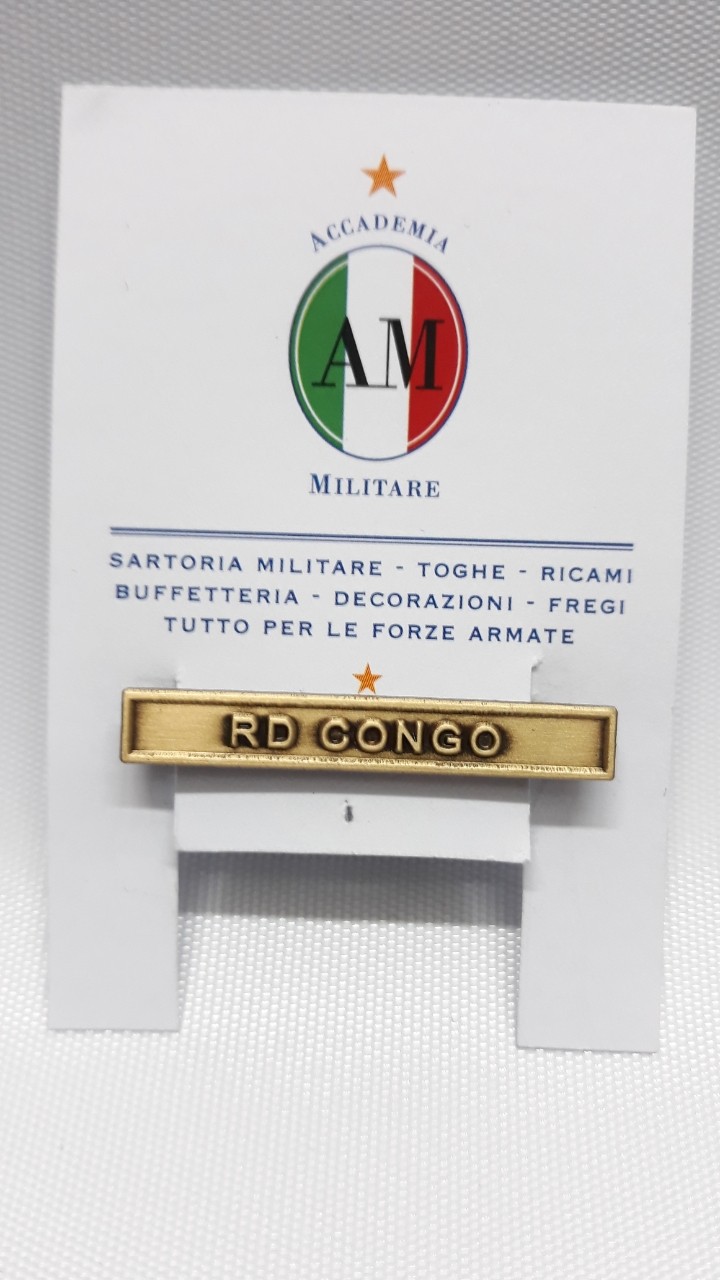 ACCADEMIA
AM
MILITARE
SARTORIA MILITARE - TOGHE - RICAMI
BUFFETTERIA - DECORAZIONI - FREGI
TUTTO PER LE FORZE ARMATE
RD CONGO